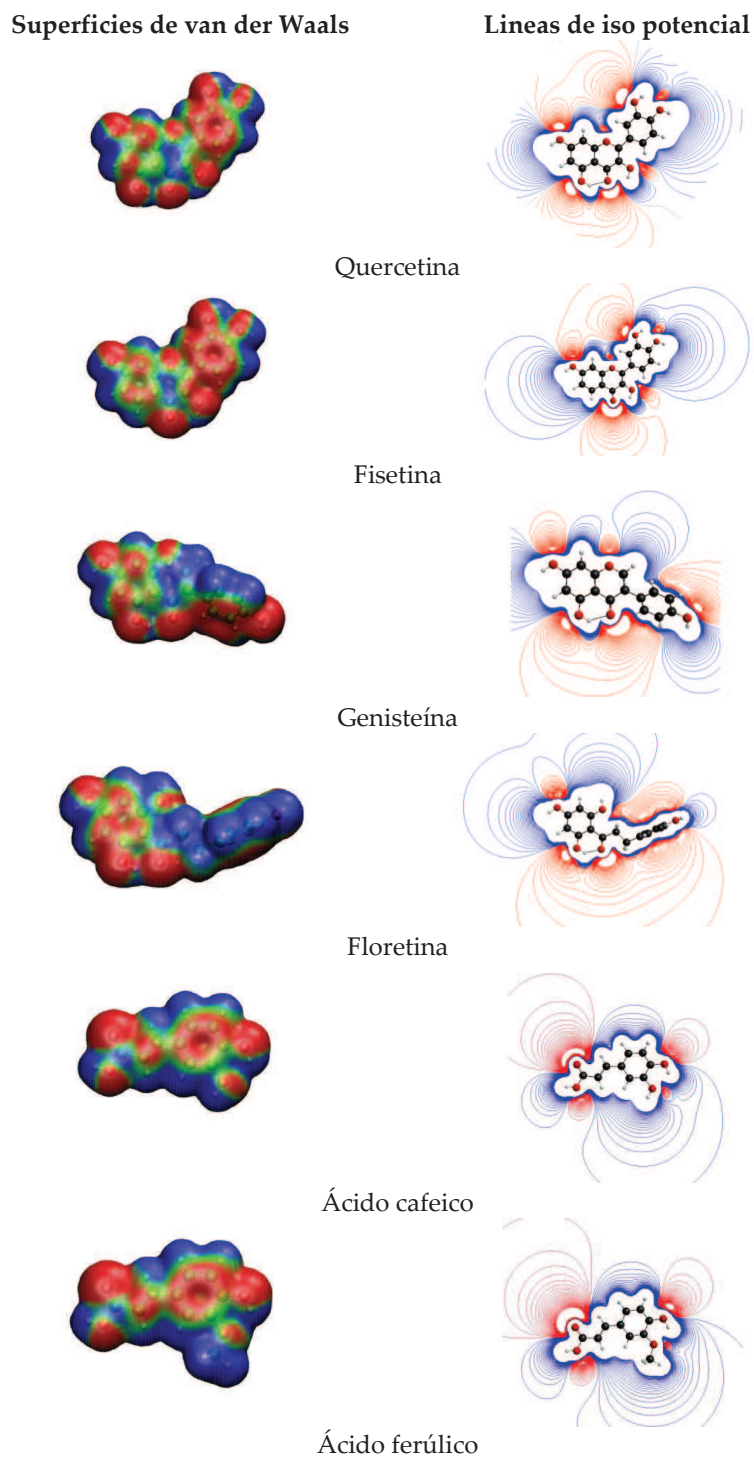 Superficies de van der Waals
Lineas de iso potencial
Quercetina
Fisetina
Genisteína
Floretina
Ácido cafeico
Ácido ferúlico